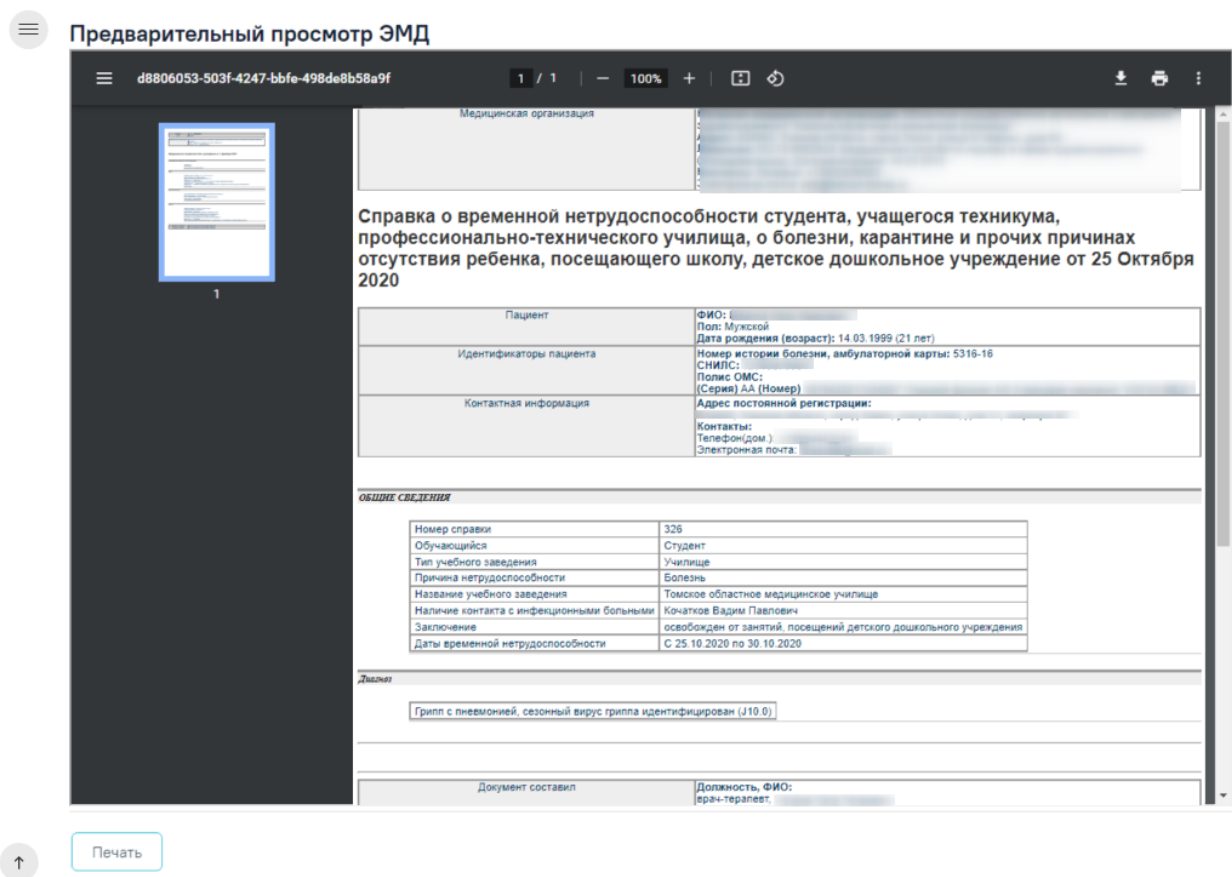 Предварительный просмотр ЭМД
d8806053-503f-4247-bbfe-498de8b58a9f
1 / 1
100%
Медицинская организация
1
Справка о временной нетрудоспособности студента, учащегося техникума,
профессионально-технического училища, о болезни, карантине и прочих причинах
отсутствия ребенка, посещающего школу, детское дошкольное учреждение от 25 Октября
2020
Пациент
ФИО:
Пол: Мужской
Дата рождения (возраст): 14.03.1999 (21 лет)
Идентификаторы пациента
Номер истории болезни, амбулаторной карты: 5316-16
СНИЛС:
Полис ОМС:
(Серия) АА (Номер)
Контактная информация
Адрес постоянной регистрации:
Контакты:
Телефон(дом.)
Электронная почта:
ОБЩИЕ СВЕДЕНИЯ
Номер справки 326
Обучающийся Студент
Тип учебного заведения Училище
Причина нетрудоспособности Болезнь
Название учебного заведения Томское областное медицинское училище
Наличие контакта с инфекционными больными Кочатков Вадим Павлович
Заключение освобожден от занятий, посещений детского дошкольного учреждения
Даты временной нетрудоспособности С 25.10.2020 по 30.10.2020
Диагноз
Грипп с пневмонией, сезонный вирус гриппа идентифицирован (J10.0)
Документ составил
Должность, ФИО:
врач-терапевт,
Печать